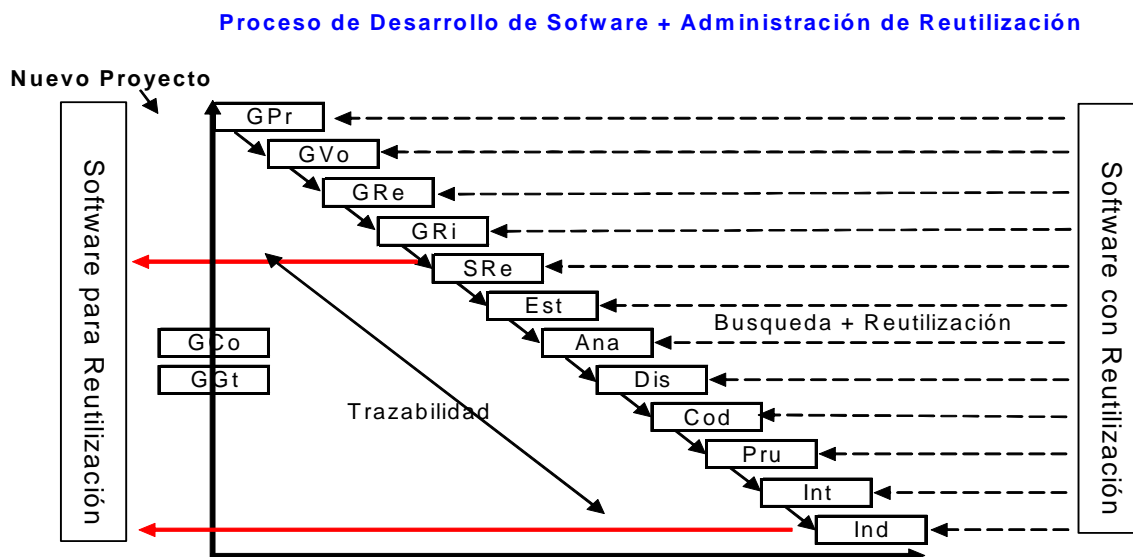 Proceso de Desarrollo de Sofware + Administración de Reutilización
Nuevo Proyecto
Software para Reutilización
GPr
GVo
GRe
GRi
SRe
Est
Busqueda + Reutilización
GCo
Ana
GGt
Dis
Trazabilidad
Cod
Pru
Int
Ind
Software con Reutilización